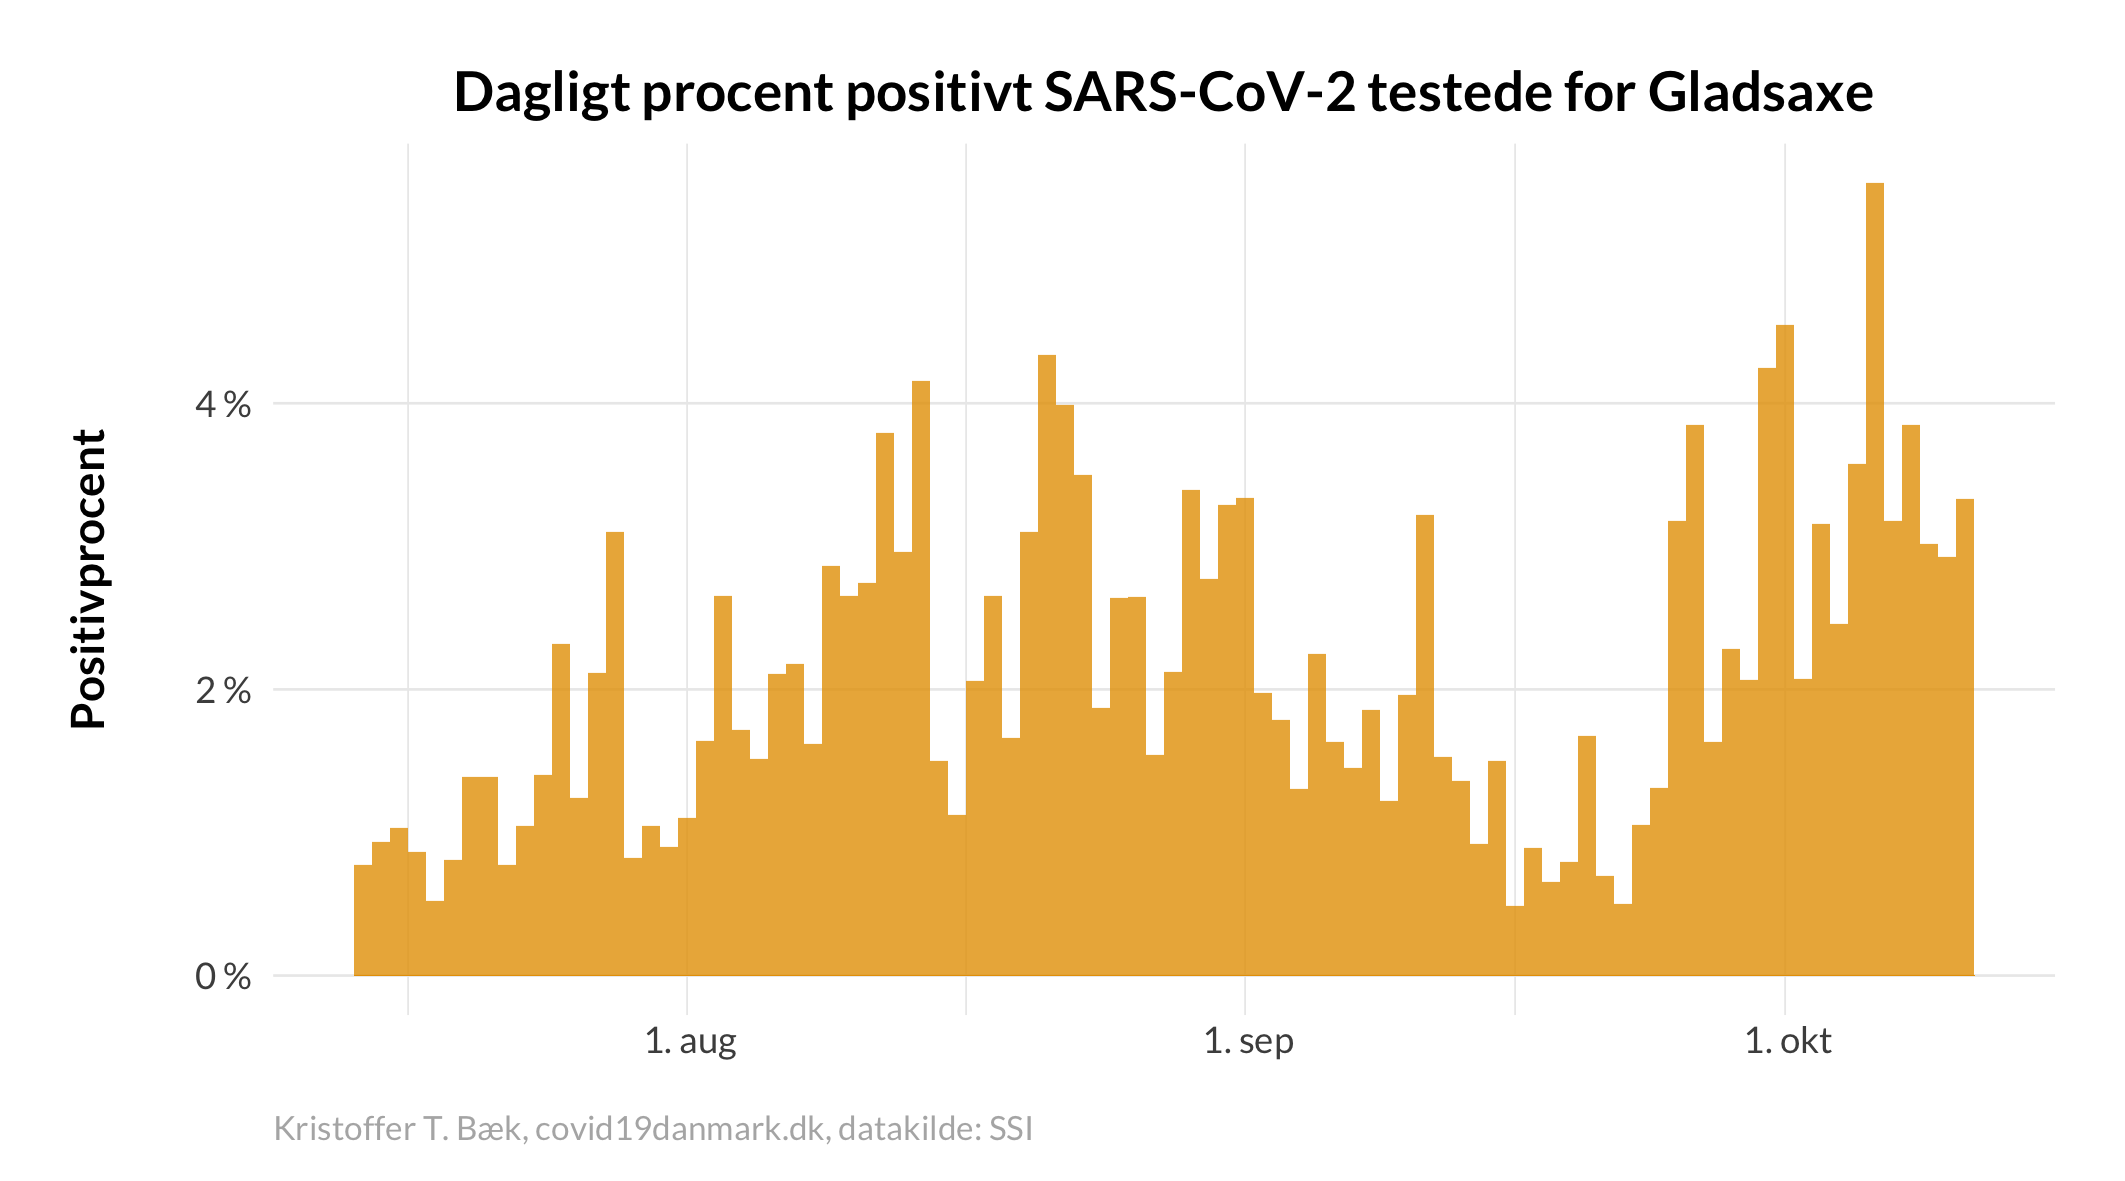 Dagligt procent positivt SARS-CoV-2 testede for Gladsaxe
Positivprocent
4 %
2 %
0 %
1. aug
1. sep
1. okt
Kristoffer T. Bæk, covid19danmark.dk, datakilde: SSI